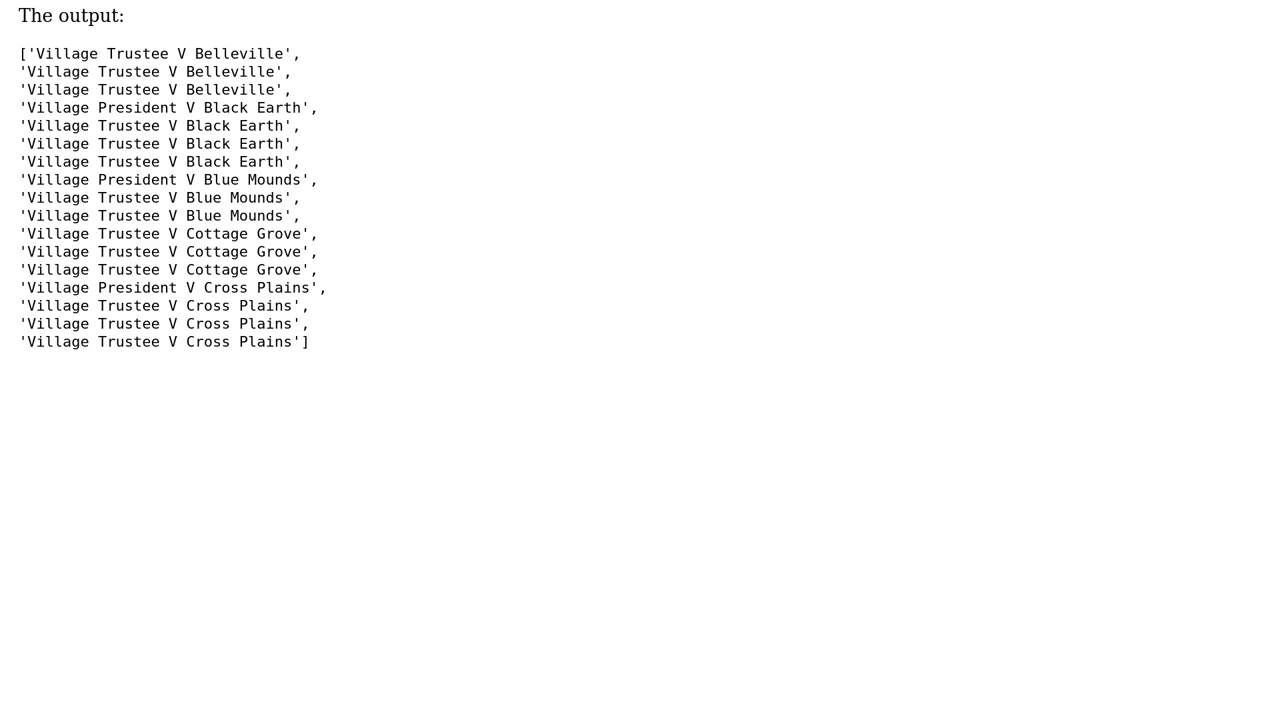 The output:
['Village Trustee V Belleville',
'Village Trustee V Belleville',
'Village Trustee V Belleville',
'Village President V Black Earth',
'Village Trustee V Black Earth',
'Village Trustee V Black Earth',
'Village Trustee V Black Earth',
'Village President V Blue Mounds',
'Village Trustee V Blue Mounds',
'Village Trustee V Blue Mounds',
'Village Trustee V Cottage Grove',
'Village Trustee V Cottage Grove',
'Village Trustee V Cottage Grove',
'Village President V Cross Plains',
'Village Trustee V Cross Plains',
'Village Trustee V Cross Plains',
'Village Trustee V Cross Plains']